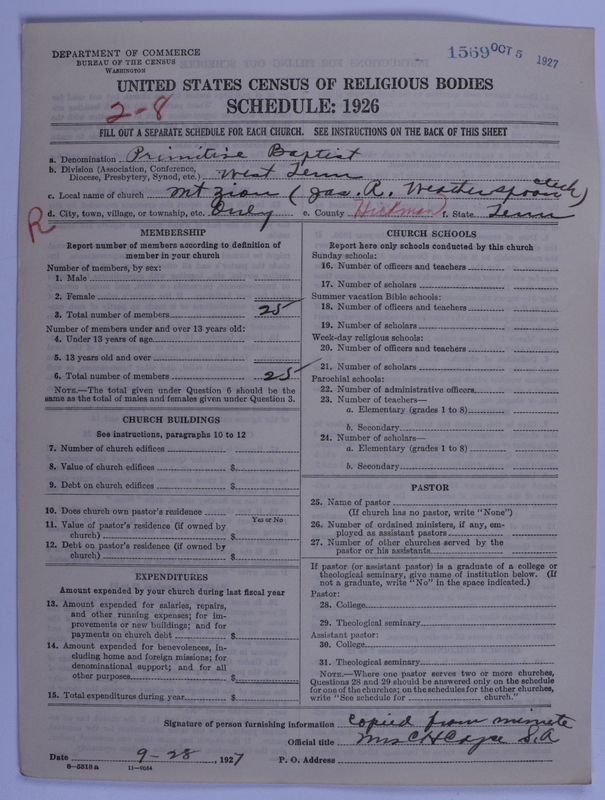 DEPARTMENT OF COMMERCE
BUREAU OF THE CENSUS
WASHINGTON
1569 OCT 5 1927
UNITED STATES CENSUS OF RELIGIOUS BODIES
SCHEDULE: 1926
2-8
FILL OUT A SEPARATE SCHEDULE FOR EACH CHURCH. SEE INSTRUCTIONS ON THE BACK OF THIS SHEET
a. Denomination Primitive Baptist
b. Division (Association, Conference, Diocese, Presbytery, Synod, etc.) West Tenn
c. Local name of church Mt Zion (Jas. R. Weatherspoon clerk)
R
d. City, town, village, or township, etc. Only e. County Hickman f. State Tenn
MEMBERSHIP
Report number of members according to definition of
member in your church
Number of members, by sex:
1. Male
2. Female
3. Total number of members 25
Number of members under and over 13 years old:
4. Under 13 years of age
5. 13 years old and over
6. Total number of members 25
NOTE.—The total given under Question 6 should be the
same as the total of males and females given under Question 3.
CHURCH BUILDINGS
See instructions, paragraphs 10 to 12
7. Number of church edifices
8. Value of church edifices $
9. Debt on church edifices $
10. Does church own pastor's residence
Yes or No
11. Value of pastor's residence (if owned by
church) $
12. Debt on pastor's residence (if owned by
church) $
EXPENDITURES
Amount expended by your church during last fiscal year
13. Amount expended for salaries, repairs,
and other running expenses; for im-
provements or new buildings; and for
payments on church debt $
14. Amount expended for benevolences, in-
cluding home and foreign missions; for
denominational support; and for all
other purposes $
15. Total expenditures during year $
CHURCH SCHOOLS
Report here only schools conducted by this church
Sunday schools:
16. Number of officers and teachers
17. Number of scholars
Summer vacation Bible schools:
18. Number of officers and teachers
19. Number of scholars
Week-day religious schools:
20. Number of officers and teachers
21. Number of scholars
Parochial schools:
22. Number of administrative officers
23. Number of teachers—
a. Elementary (grades 1 to 8)
b. Secondary
24. Number of scholars—
a. Elementary (grades 1 to 8)
b. Secondary
PASTOR
25. Name of pastor
(If church has no pastor, write "None")
26. Number of ordained ministers, if any, em-
ployed as assistant pastors
27. Number of other churches served by the
pastor or his assistants
If pastor (or assistant pastor) is a graduate of a college or
theological seminary, give name of institution below. (If
not a graduate, write "No" in the space indicated.)
Pastor:
28. College
29. Theological seminary
Assistant pastor:
30. College
31. Theological seminary
NOTE.—Where one pastor serves two or more churches,
Questions 28 and 29 should be answered only on the schedule
for one of the churches; on the schedules for the other churches,
write "See schedule for church."
Signature of person furnishing information Copied from minute
Official title Mrs C H Cayce S.A
Date 9-28, 1927 P. O. Address
8-5518a 11-9054